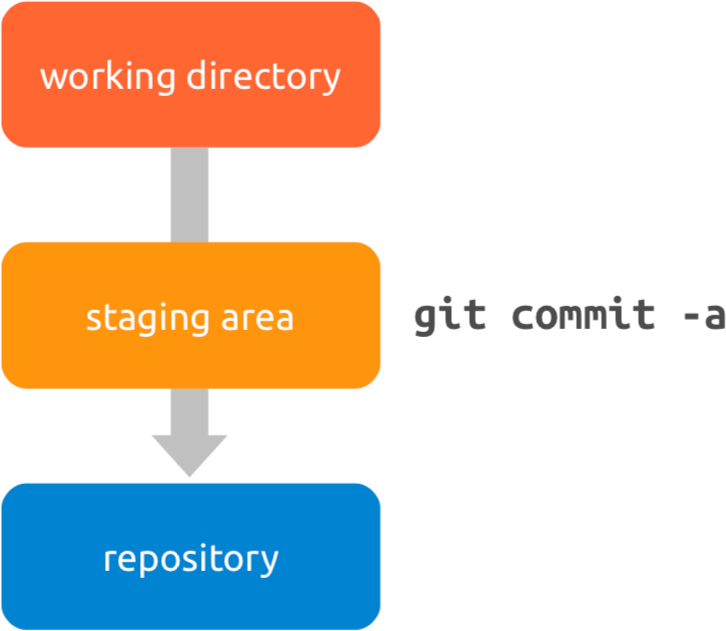 working directory
staging area
git commit -a
repository